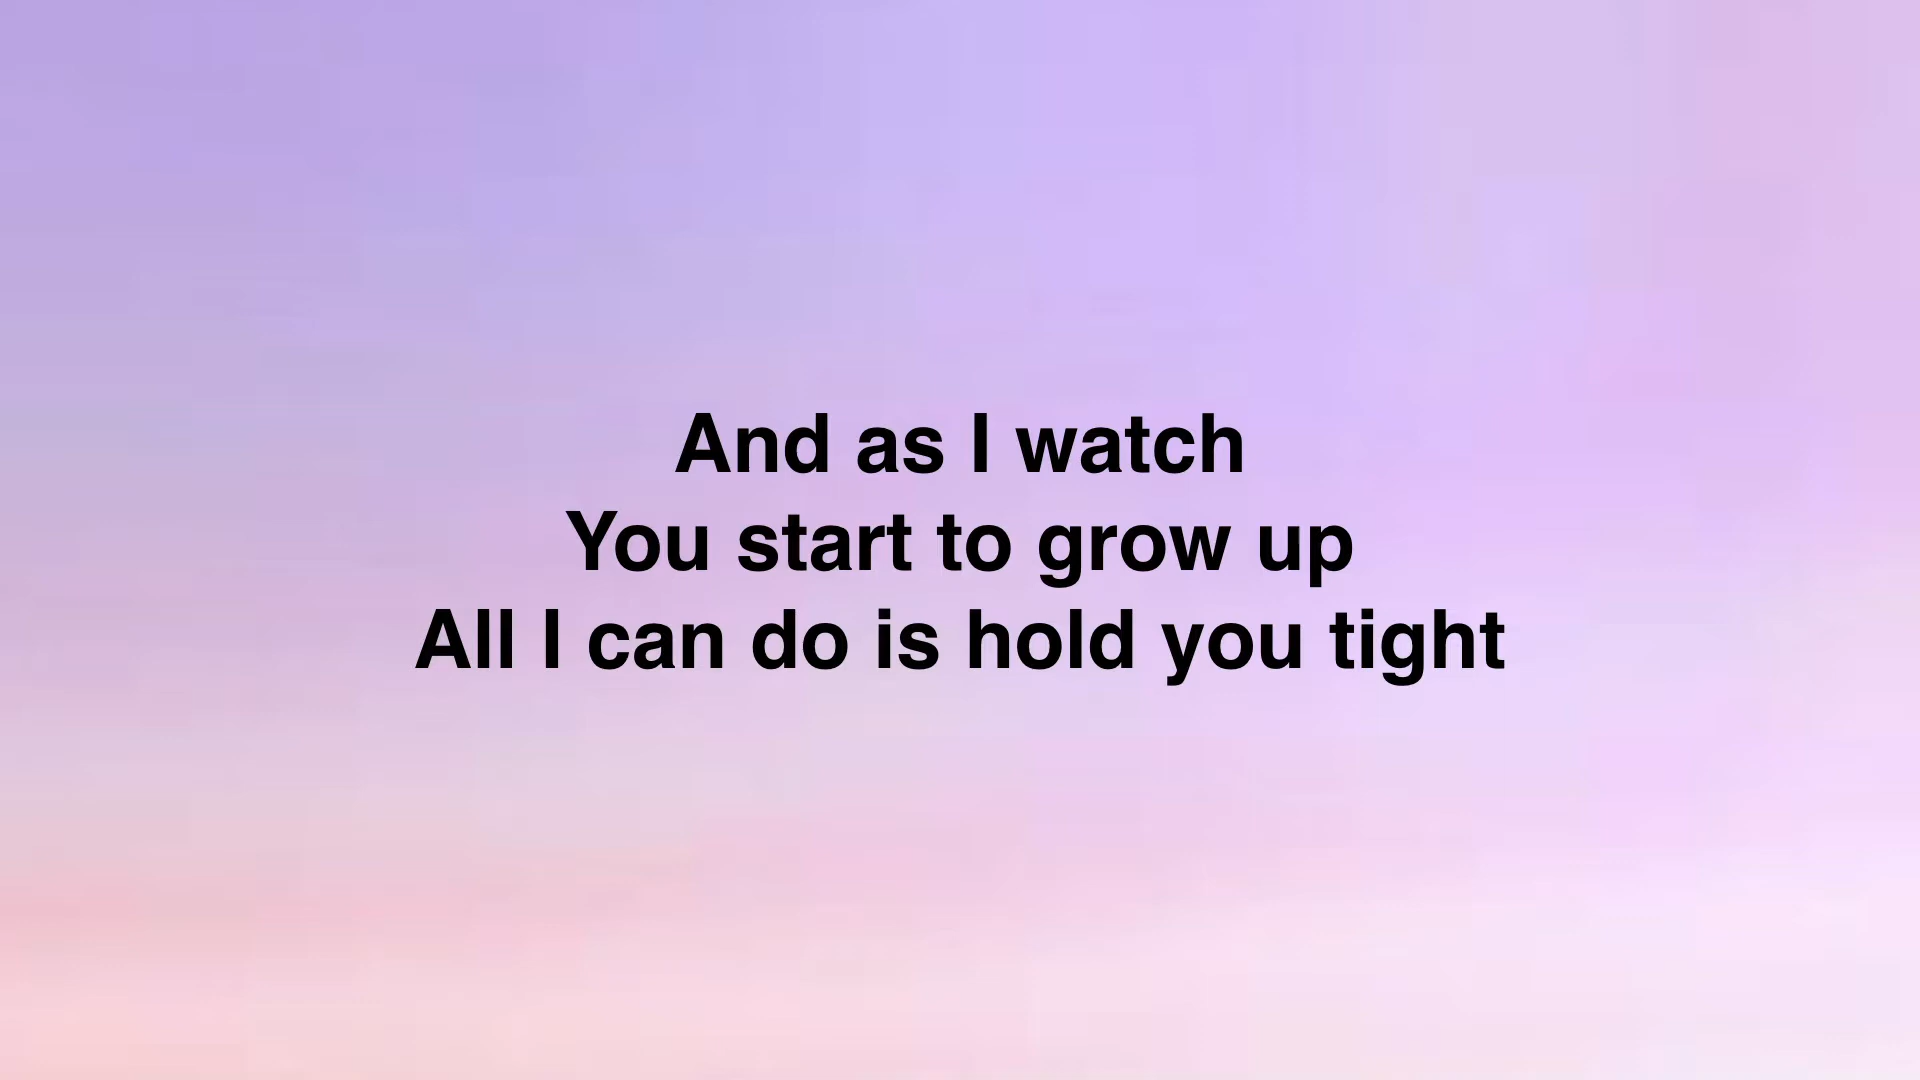 And as I watch
You start to grow up
All I can do is hold you tight